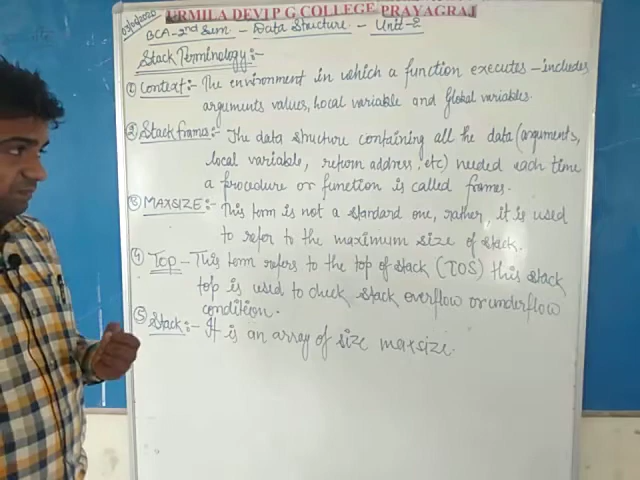 URMILA DEVI P G COLLEGE PRAYAGRAJ
BCA-2nd Sem - Data Structure - Unit-2
Stack Terminology:-
① Context:- The environment in which a function executes-includes
arguments values, local variable and global variables.
② Stack frame:- The data structure containing all the data (arguments,
local variable, return address, etc) needed each time
a procedure or function is called frames.
③ MAXSIZE:- This term is not a standard one, rather, it is used
to refer to the maximum size of stack.
④ Top - This term refers to the top of stack (TOS) this stack
top is used to check stack overflow or underflow
condition.
⑤ Stack:- It is an array of size maxsize.